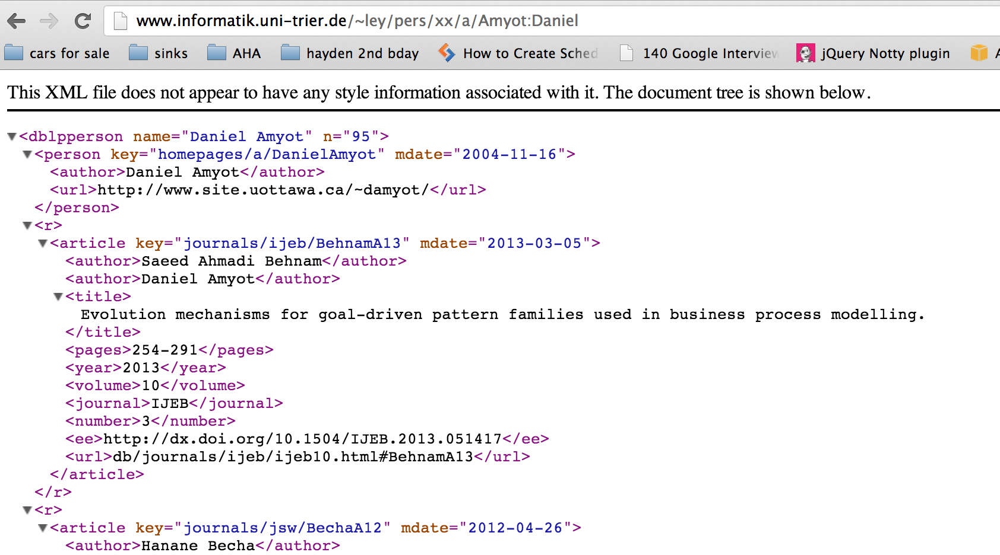 www.informatik.uni-trier.de/~ley/pers/xx/a/Amyot:Daniel
cars for sale sinks AHA hayden 2nd bday How to Create Sched 140 Google Interview jQuery Notty plugin A
This XML file does not appear to have any style information associated with it. The document tree is shown below.
▼<dblpperson name="Daniel Amyot" n="95">
▼<person key="homepages/a/DanielAmyot" mdate="2004-11-16">
<author>Daniel Amyot</author>
<url>http://www.site.uottawa.ca/~damyot/</url>
</person>
▼<r>
▼<article key="journals/ijeb/BehnamA13" mdate="2013-03-05">
<author>Saeed Ahmadi Behnam</author>
<author>Daniel Amyot</author>
▼<title>
Evolution mechanisms for goal-driven pattern families used in business process modelling.
</title>
<pages>254-291</pages>
<year>2013</year>
<volume>10</volume>
<journal>IJEB</journal>
<number>3</number>
<ee>http://dx.doi.org/10.1504/IJEB.2013.051417</ee>
<url>db/journals/ijeb/ijeb10.html#BehnamA13</url>
</article>
</r>
▼<r>
▼<article key="journals/jsw/BechaA12" mdate="2012-04-26">
<author>Hanane Becha</author>